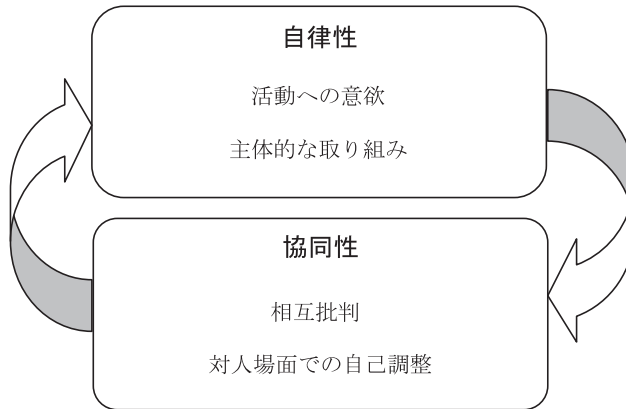 自律性
活動への意欲
主体的な取り組み
協同性
相互批判
対人場面での自己調整